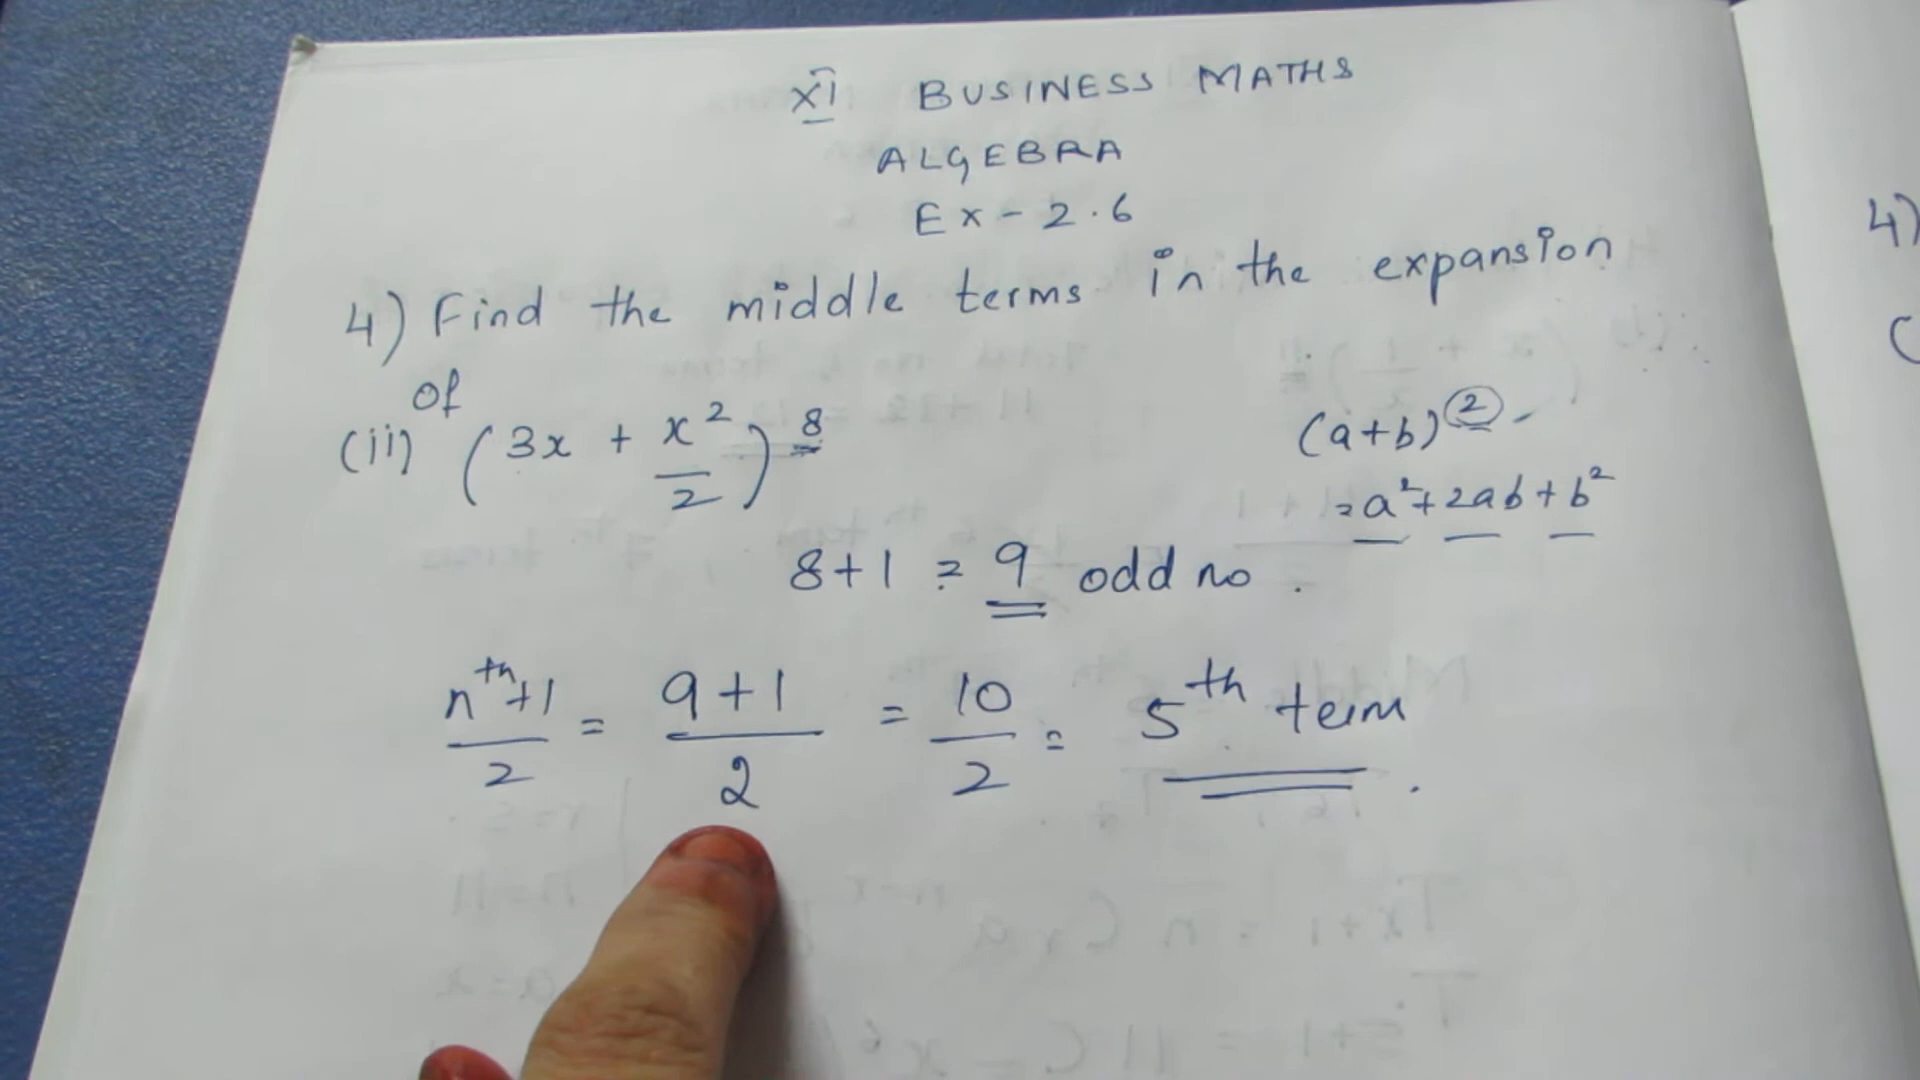 XI BUSINESS MATHS
ALGEBRA
Ex - 2.6
4) Find the middle terms in the expansion
of
(ii) (3x + x²/2)⁸
(a+b)²
= a² + 2ab + b²
8+1 = 9 odd no.
nᵗʰ+1/2 = 9+1/2 = 10/2 = 5ᵗʰ term.
4)
(